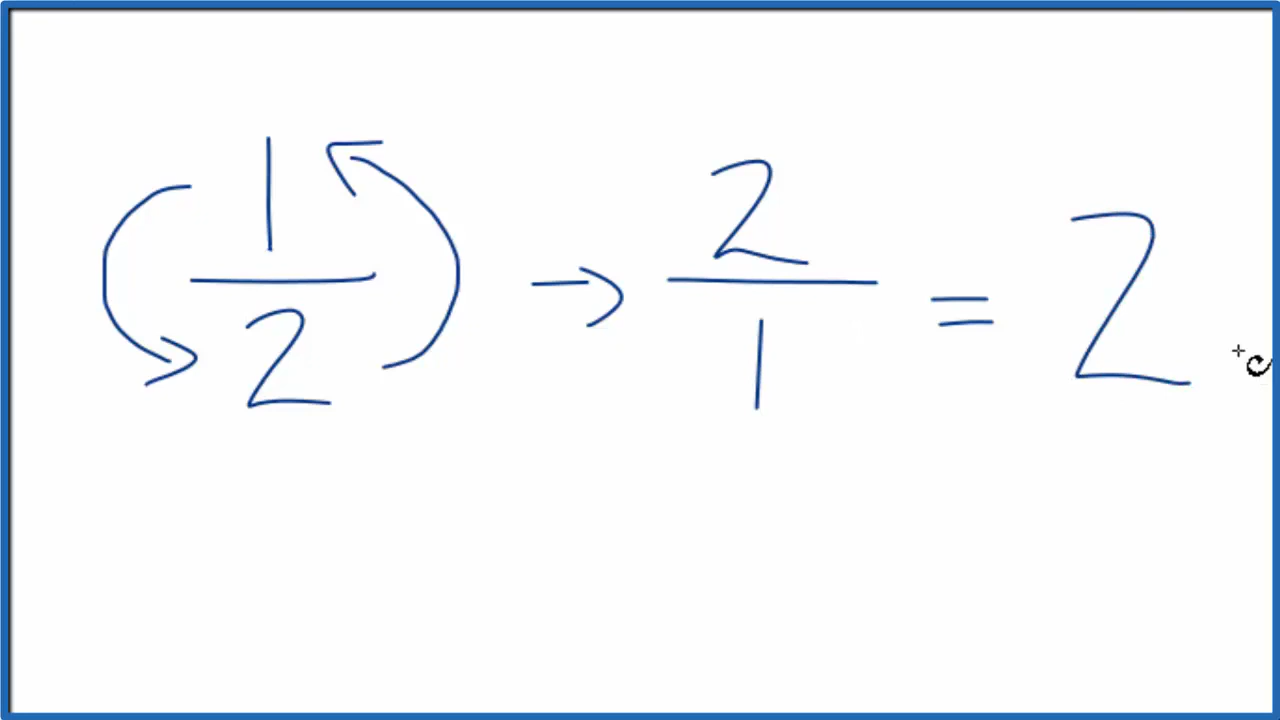 1/2 → 2/1 = 2